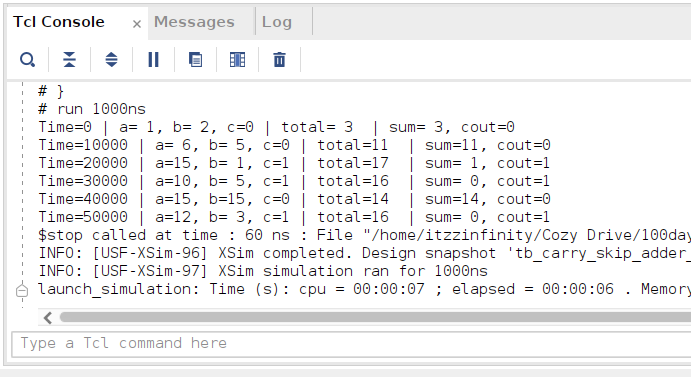 Tcl Console × Messages Log
# }
# run 1000ns
Time=0 | a= 1, b= 2, c=0 | total= 3  | sum= 3, cout=0
Time=10000 | a= 6, b= 5, c=0 | total=11  | sum=11, cout=0
Time=20000 | a=15, b= 1, c=1 | total=17  | sum= 1, cout=1
Time=30000 | a=10, b= 5, c=1 | total=16  | sum= 0, cout=1
Time=40000 | a=15, b=15, c=0 | total=14  | sum=14, cout=0
Time=50000 | a=12, b= 3, c=1 | total=16  | sum= 0, cout=1
$stop called at time : 60 ns : File "/home/itzzinfinity/Cozy Drive/100day
INFO: [USF-XSim-96] XSim completed. Design snapshot 'tb_carry_skip_adder_
INFO: [USF-XSim-97] XSim simulation ran for 1000ns
launch_simulation: Time (s): cpu = 00:00:07 ; elapsed = 00:00:06 . Memory
Type a Tcl command here